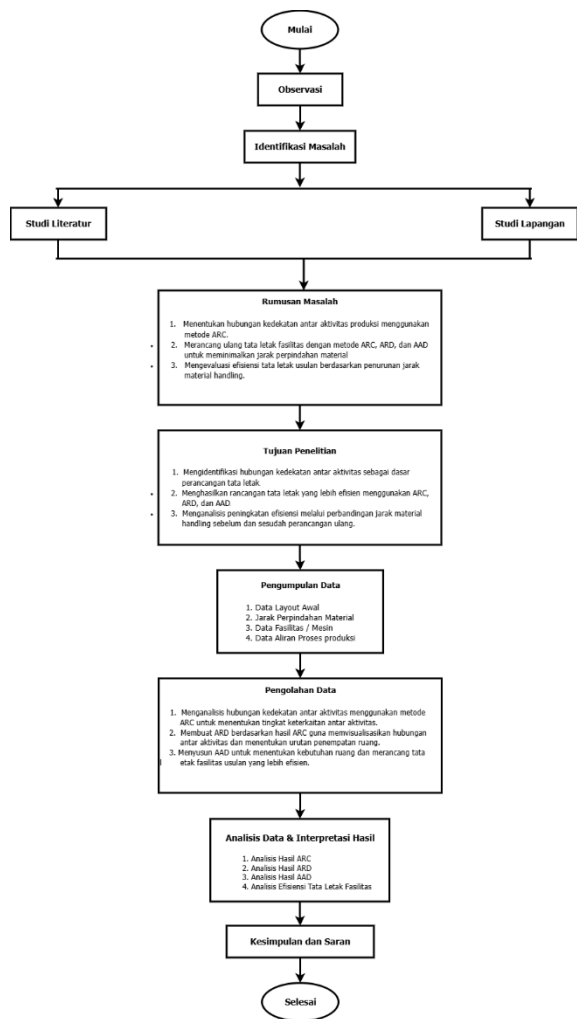 Mulai
Observasi
Identifikasi Masalah
Studi Literatur
Studi Lapangan
Rumusan Masalah
1. Menentukan hubungan kedekatan antar aktivitas produksi menggunakan
metode ARC.
2. Merancang ulang tata letak fasilitas dengan metode ARC, ARD, dan AAD
untuk meminimalkan jarak perpindahan material
3. Mengevaluasi efisiensi tata letak usulan berdasarkan penurunan jarak
material handling.
Tujuan Penelitian
1. Mengidentifikasi hubungan kedekatan antar aktivitas sebagai dasar
perancangan tata letak.
2. Menghasilkan rancangan tata letak yang lebih efisien menggunakan ARC,
ARD, dan AAD.
3. Menganalisis peningkatan efisiensi melalui perbandingan jarak material
handling sebelum dan sesudah perancangan ulang.
Pengumpulan Data
1. Data Layout Awal
2. Jarak Perpindahan Material
3. Data Fasilitas / Mesin
4. Data Aliran Proses produksi
Pengolahan Data
1. Menganalisis hubungan kedekatan antar aktivitas menggunakan metode
ARC untuk menentukan tingkat keterkaitan antar aktivitas.
2. Membuat ARD berdasarkan hasil ARC guna memvisualisasikan hubungan
antar aktivitas dan menentukan urutan penempatan ruang.
3. Menyusun AAD untuk menentukan kebutuhan ruang dan merancang tata
etak fasilitas usulan yang lebih efisien.
Analisis Data & Interpretasi Hasil
1. Analisis Hasil ARC
2. Analisis Hasil ARD
3. Analisis Hasil AAD
4. Analisis Efisiensi Tata Letak Fasilitas
Kesimpulan dan Saran
Selesai